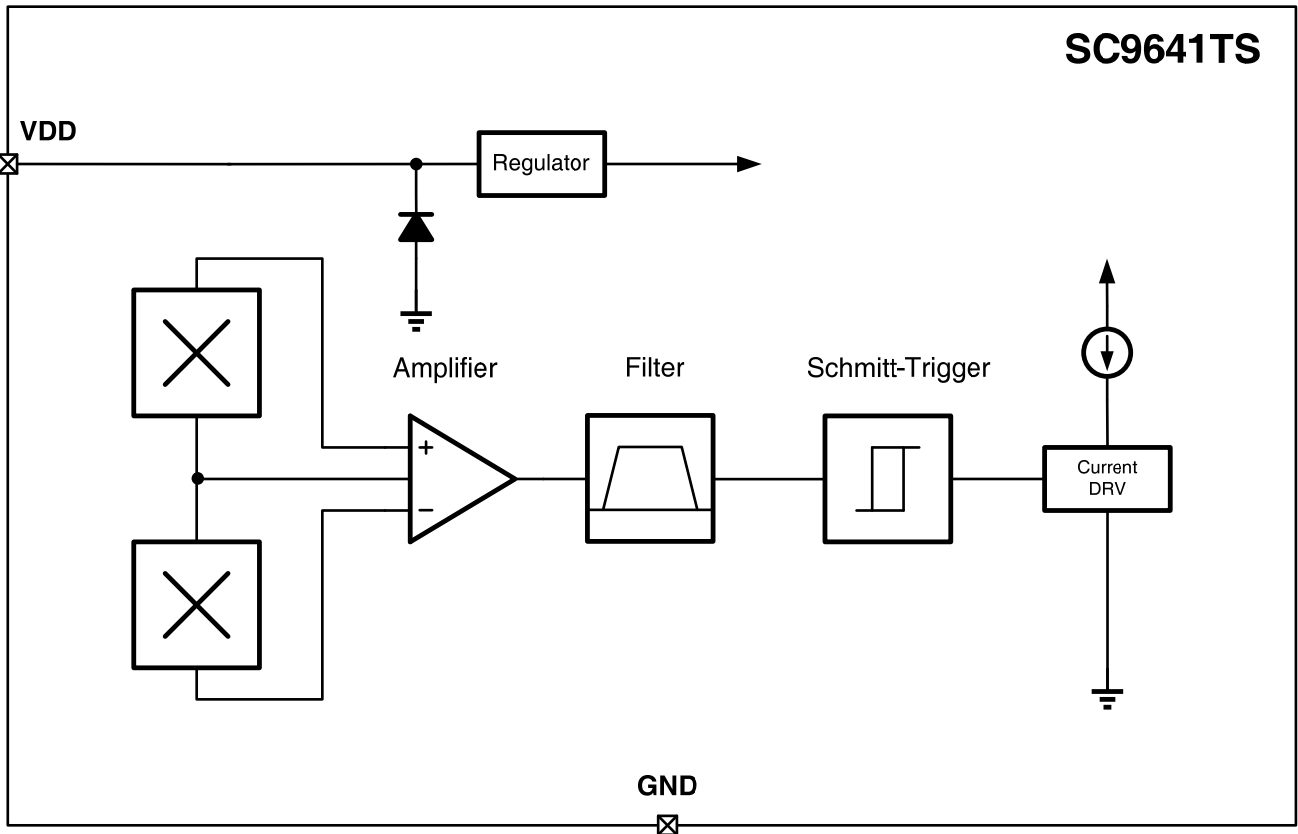 SC9641TS
VDD
Regulator
Amplifier
Filter
Schmitt-Trigger
+
−
Current
DRV
GND